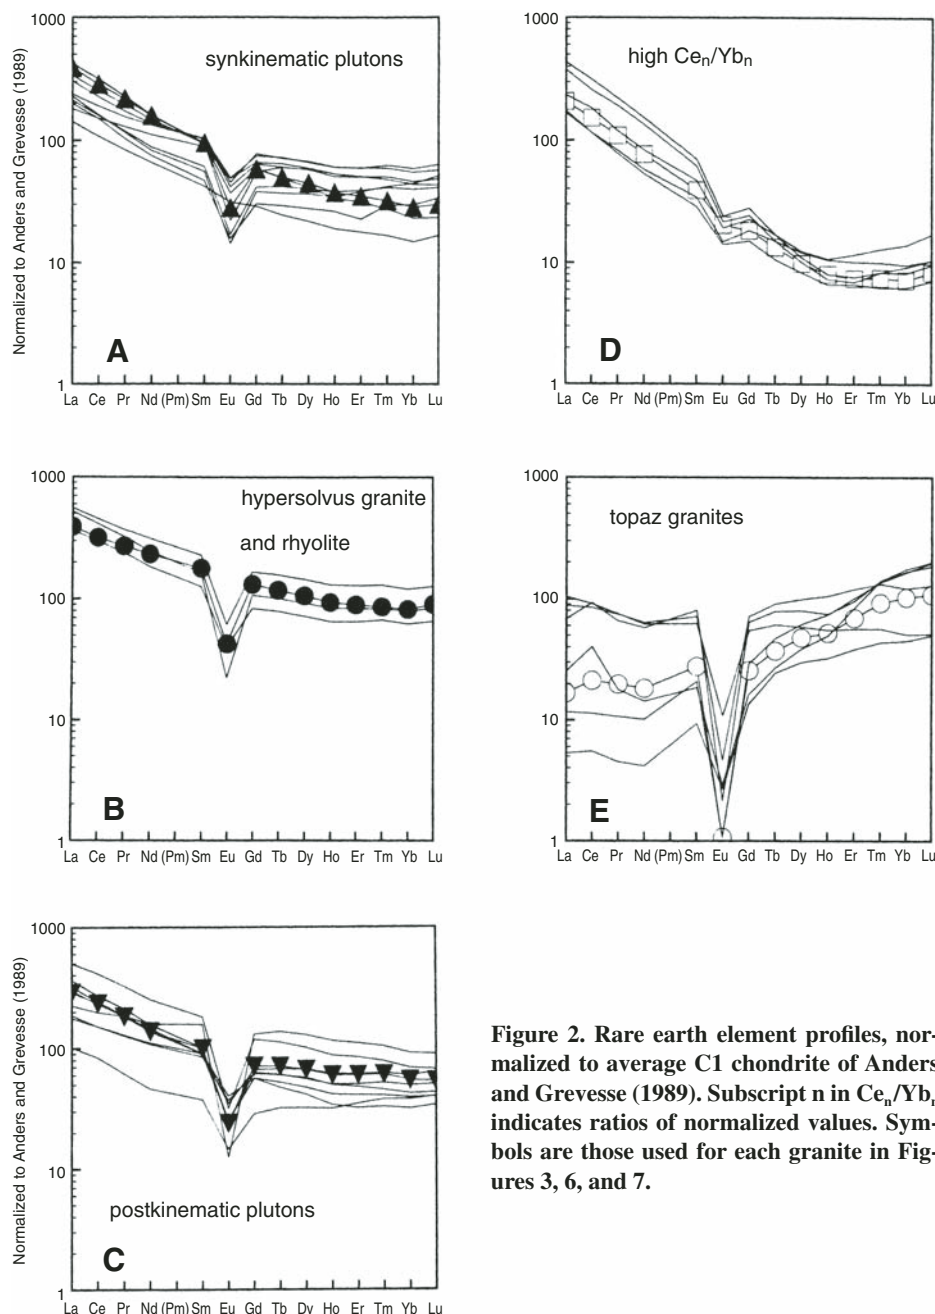 Normalized to Anders and Grevesse (1989)
1000
100
10
1
synkinematic plutons
A
La Ce Pr Nd (Pm) Sm Eu Gd Tb Dy Ho Er Tm Yb Lu
1000
100
10
1
high Ceₙ/Ybₙ
D
La Ce Pr Nd (Pm) Sm Eu Gd Tb Dy Ho Er Tm Yb Lu
1000
100
10
1
hypersolvus granite
and rhyolite
B
La Ce Pr Nd (Pm) Sm Eu Gd Tb Dy Ho Er Tm Yb Lu
1000
100
10
1
topaz granites
E
La Ce Pr Nd (Pm) Sm Eu Gd Tb Dy Ho Er Tm Yb Lu
Normalized to Anders and Grevesse (1989)
1000
100
10
1
postkinematic plutons
C
La Ce Pr Nd (Pm) Sm Eu Gd Tb Dy Ho Er Tm Yb Lu
Figure 2. Rare earth element profiles, nor-
malized to average C1 chondrite of Anders
and Grevesse (1989). Subscript n in Ceₙ/Ybₙ
indicates ratios of normalized values. Sym-
bols are those used for each granite in Fig-
ures 3, 6, and 7.